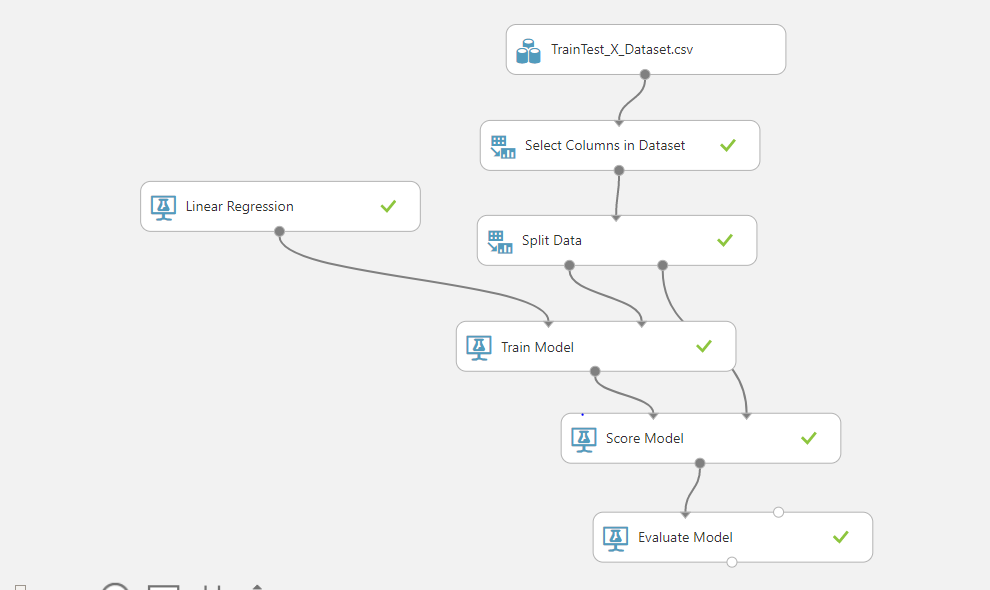 TrainTest_X_Dataset.csv
Select Columns in Dataset
Linear Regression
Split Data
Train Model
Score Model
Evaluate Model